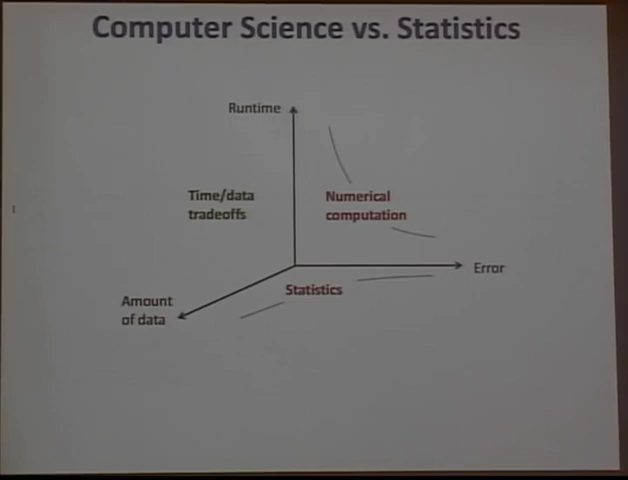 Computer Science vs. Statistics
Runtime
Time/data
tradeoffs
Numerical
computation
Error
Statistics
Amount
of data